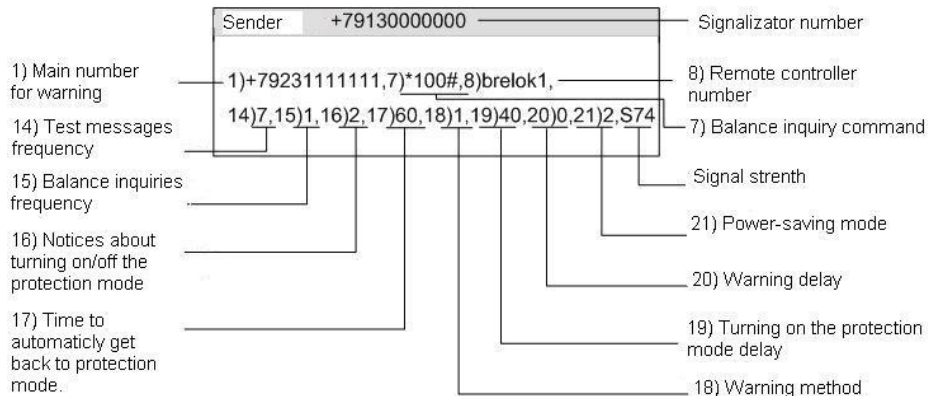 Sender +79130000000
Signalizator number
1) Main number
for warning
1)+79231111111,7)*100#,8)brelok1,
14)7,15)1,16)2,17)60,18)1,19)40,20)0,21)2,S74
8) Remote controller
number
7) Balance inquiry command
14) Test messages
frequency
Signal strenth
15) Balance inquiries
frequency
21) Power-saving mode
16) Notices about
turning on/off the
protection mode
20) Warning delay
17) Time to
automaticly get
back to protection
mode.
19) Turning on the protection
mode delay
18) Warning method